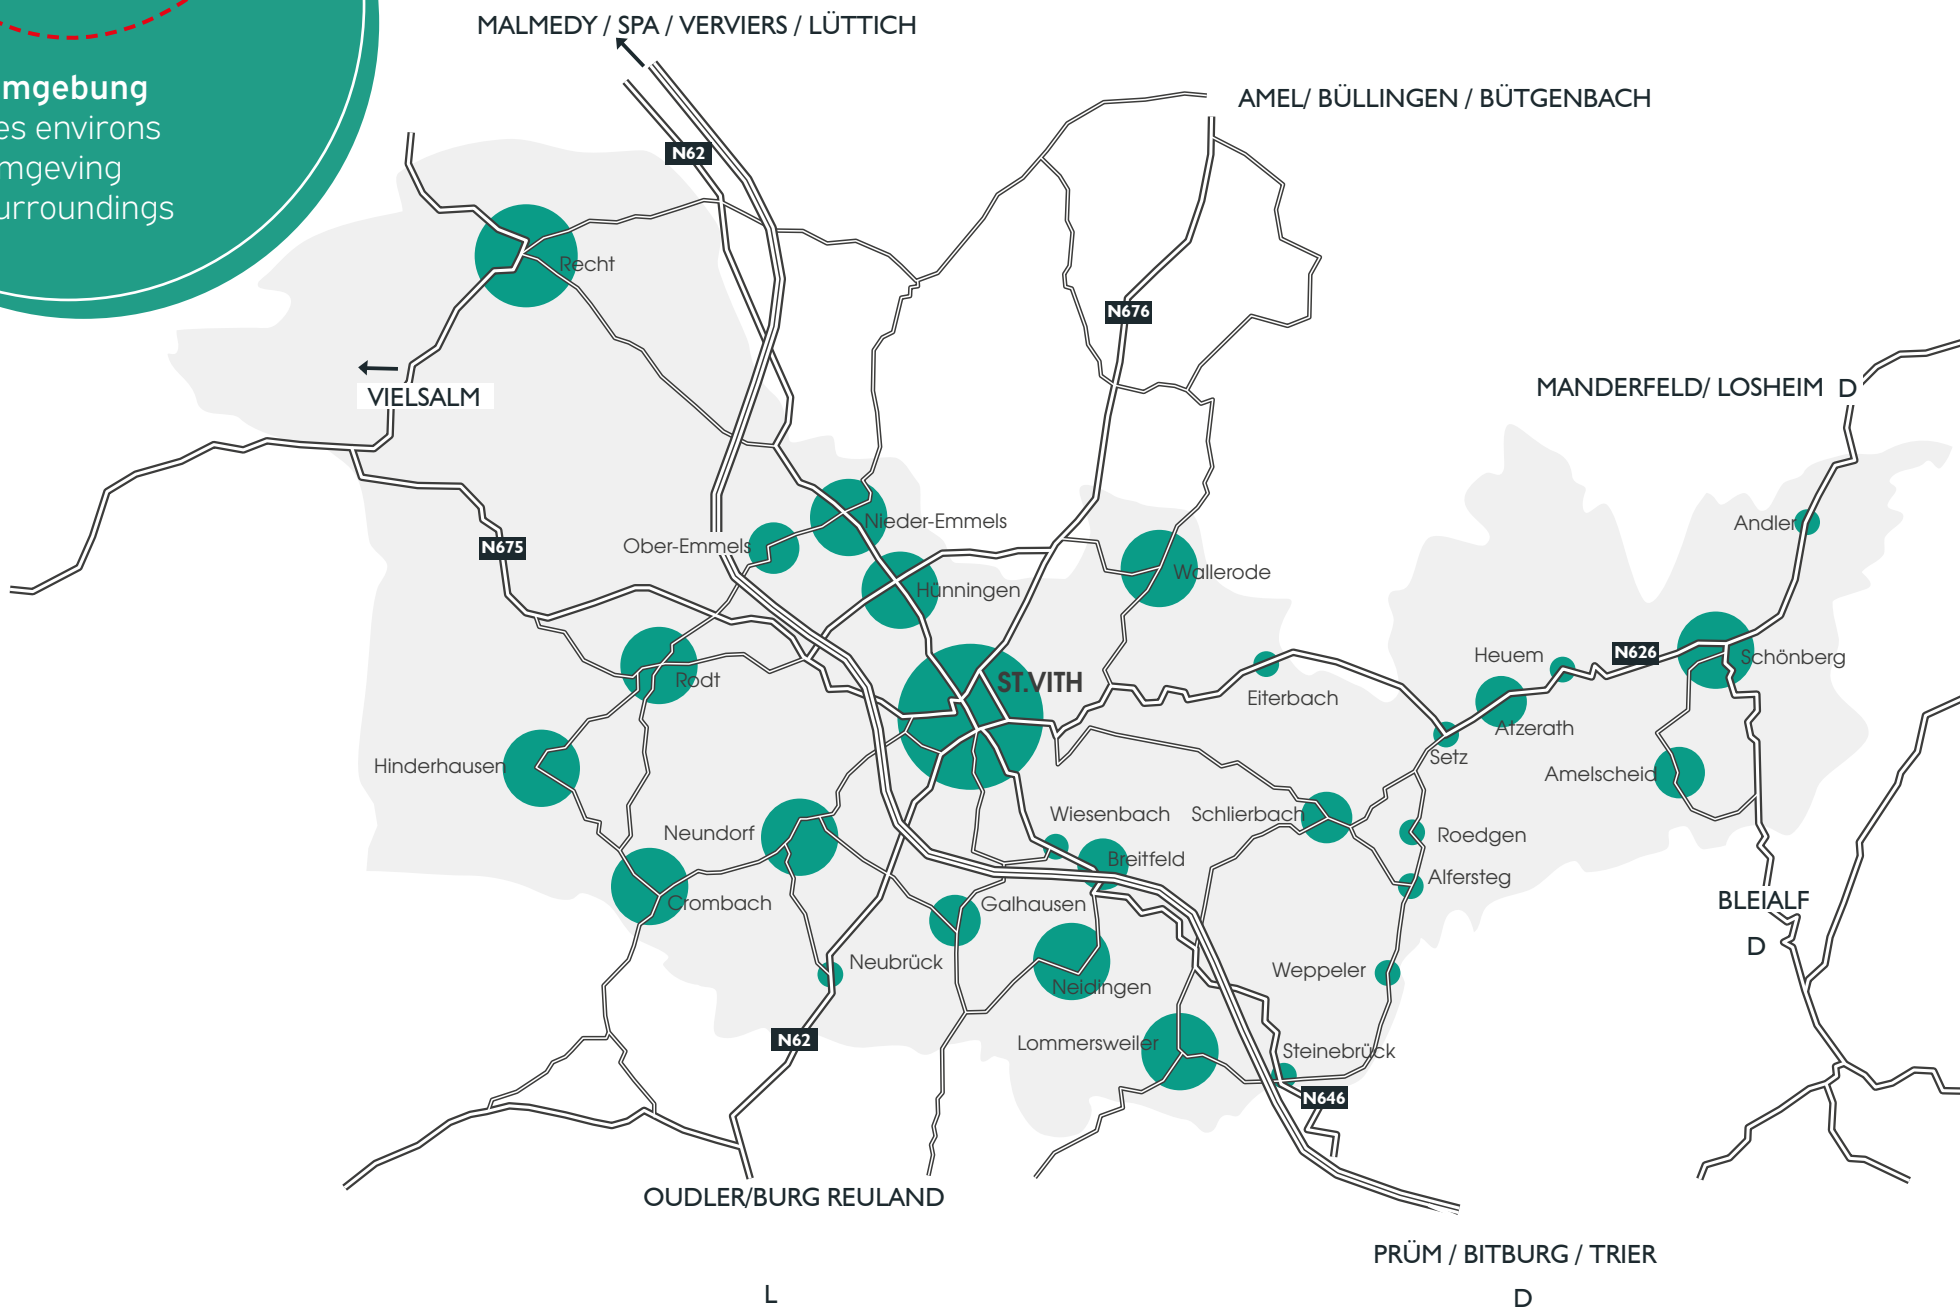 MALMEDY / SPA / VERVIERS / LÜTTICH
mgebung
es environs
mgeving
urroundings
AMEL/ BÜLLINGEN / BÜTGENBACH
N62
Recht
N676
VIELSALM
MANDERFELD/ LOSHEIM D
Nieder-Emmels
Ober-Emmels
N675
Andler
Wallerode
Hünningen
Heuem
N626
Schönberg
Rodt
ST.VITH
Eiterbach
Atzerath
Setz
Hinderhausen
Amelscheid
Wiesenbach
Schlierbach
Neundorf
Roedgen
Breitfeld
Alfersteg
Crombach
Galhausen
BLEIALF
D
Neubrück
Weppeler
Neidingen
N62
Lommersweiler
Steinebrück
N646
OUDLER/BURG REULAND
PRÜM / BITBURG / TRIER
L
D